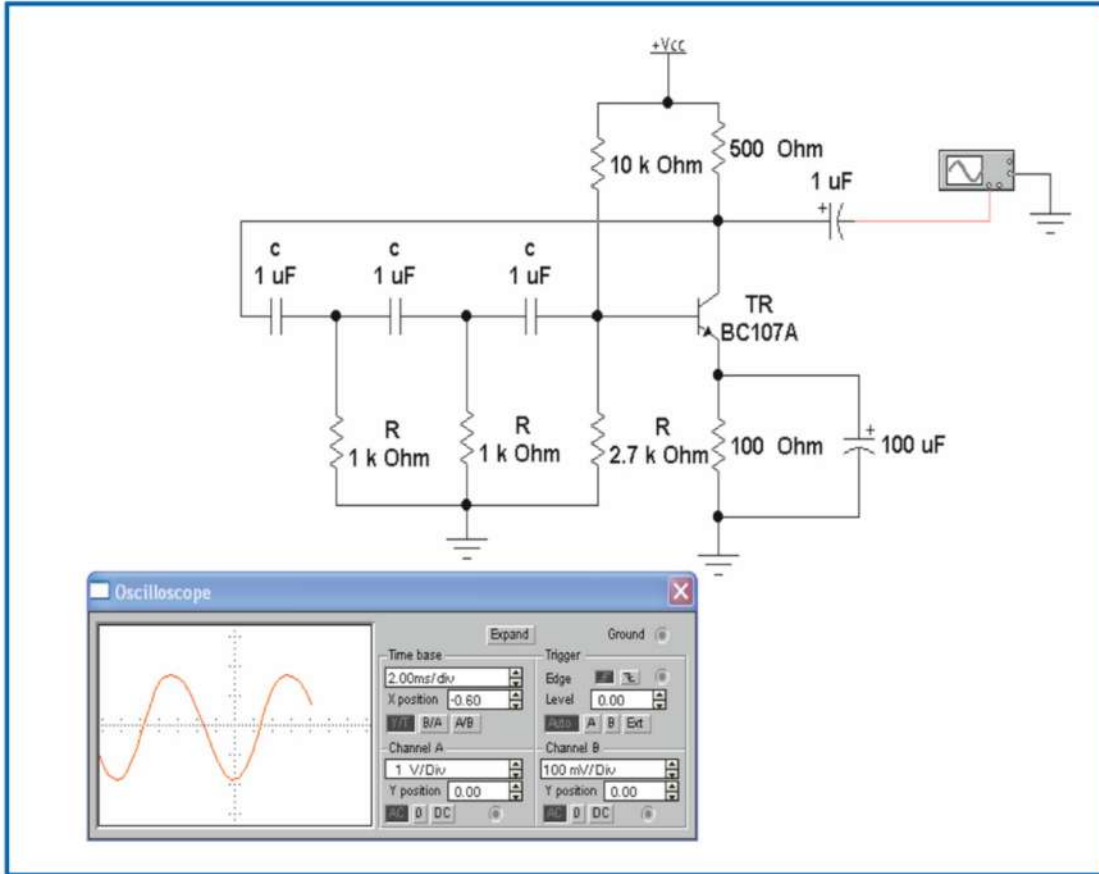 +Vcc
10 k Ohm
500 Ohm
1 uF
c
1 uF
c
1 uF
c
1 uF
TR
BC107A
R
1 k Ohm
R
1 k Ohm
R
2.7 k Ohm
100 Ohm
100 uF
Oscilloscope
Expand
Ground
Time base
2.00ms/div
X position -0.60
Y/T B/A A/B
Trigger
Edge
Level 0.00
Auto A B Ext
Channel A
1 V/Div
Y position 0.00
AC 0 DC
Channel B
100 mV/Div
Y position 0.00
AC 0 DC